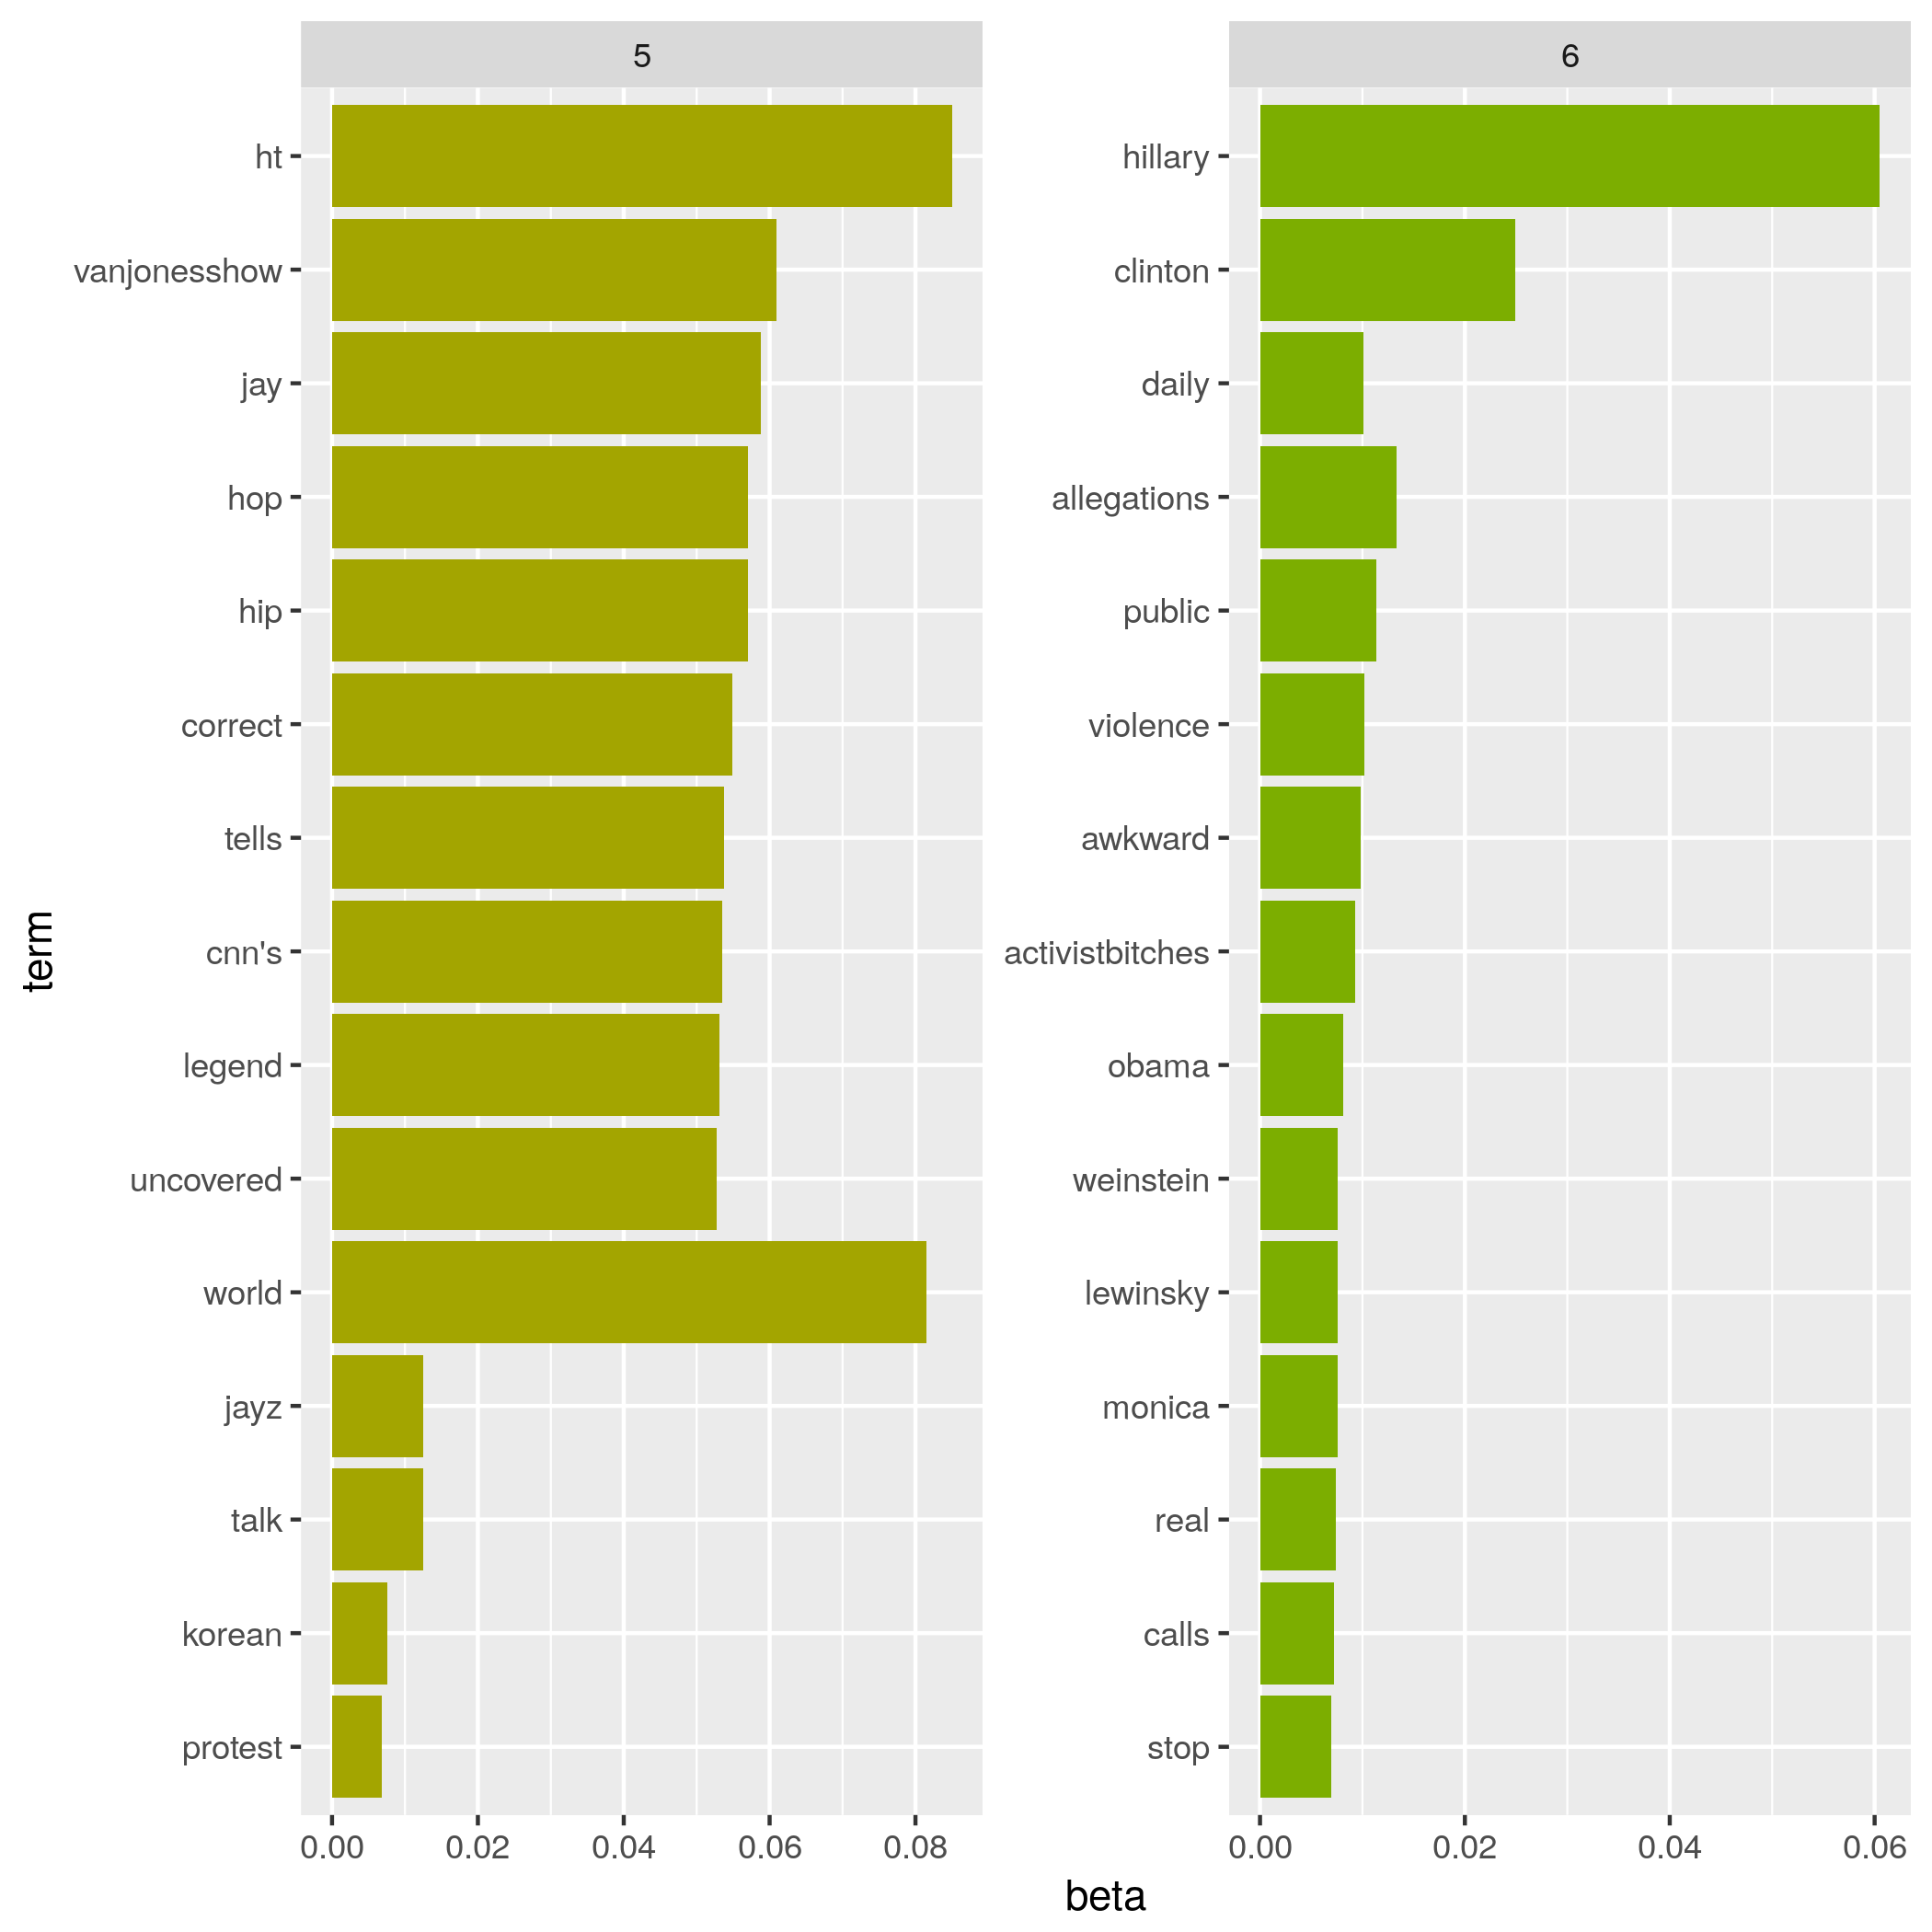 5
6
ht
vanjonesshow
jay
hop
hip
correct
tells
cnn's
legend
uncovered
world
jayz
talk
korean
protest
hillary
clinton
daily
allegations
public
violence
awkward
activistbitches
obama
weinstein
lewinsky
monica
real
calls
stop
term
0.00 0.02 0.04 0.06 0.08
0.00 0.02 0.04 0.06
beta